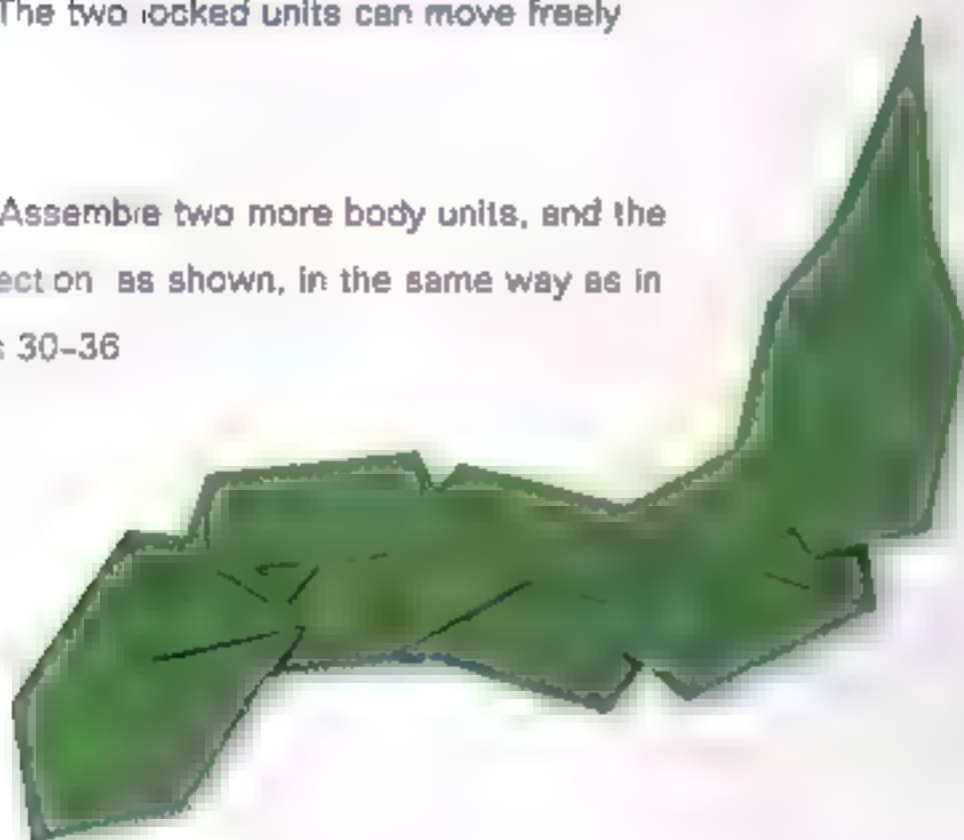 The two locked units can move freely
Assemble two more body units, and the
as shown, in the same way as in
30–36